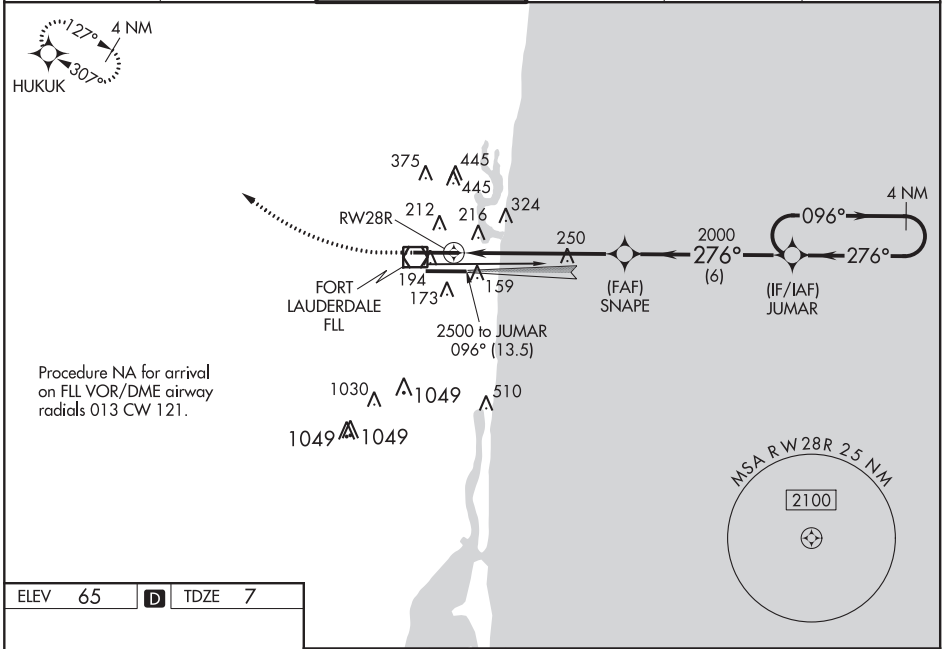 127°
4 NM
307°
HUKUK
375
445
445
212
216
324
RW28R
250
194
159
173
FORT
LAUDERDALE
FLL
2500 to JUMAR
096° (13.5)
(FAF)
SNAPE
2000
276°
(6)
096°
4 NM
276°
(IF/IAF)
JUMAR
Procedure NA for arrival
on FLL VOR/DME airway
radials 013 CW 121.
1030
1049
510
1049
1049
MSA RW28R 25 NM
2100
ELEV 65 D TDZE 7